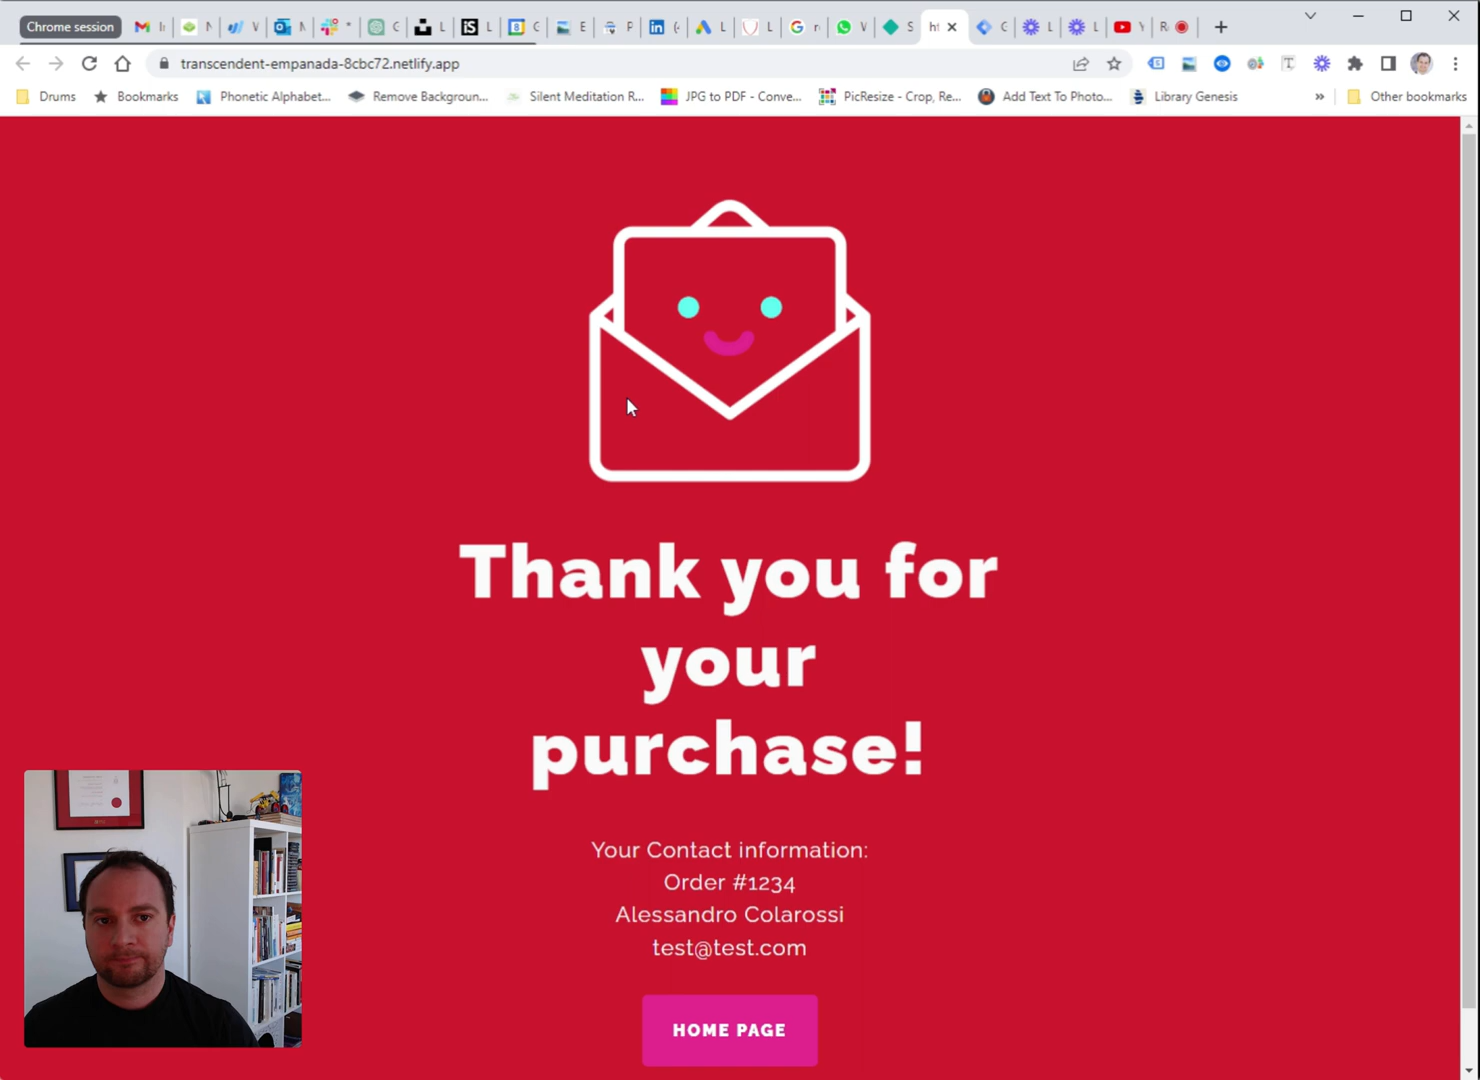 Chrome session
transcendent-empanada-8cbc72.netlify.app
Drums
Bookmarks
Phonetic Alphabet...
Remove Backgroun...
Silent Meditation R...
JPG to PDF - Conve...
PicResize - Crop, Re...
Add Text To Photo...
Library Genesis
»
Other bookmarks
Thank you for
your
purchase!
Your Contact information:
Order #1234
Alessandro Colarossi
test@test.com
HOME PAGE